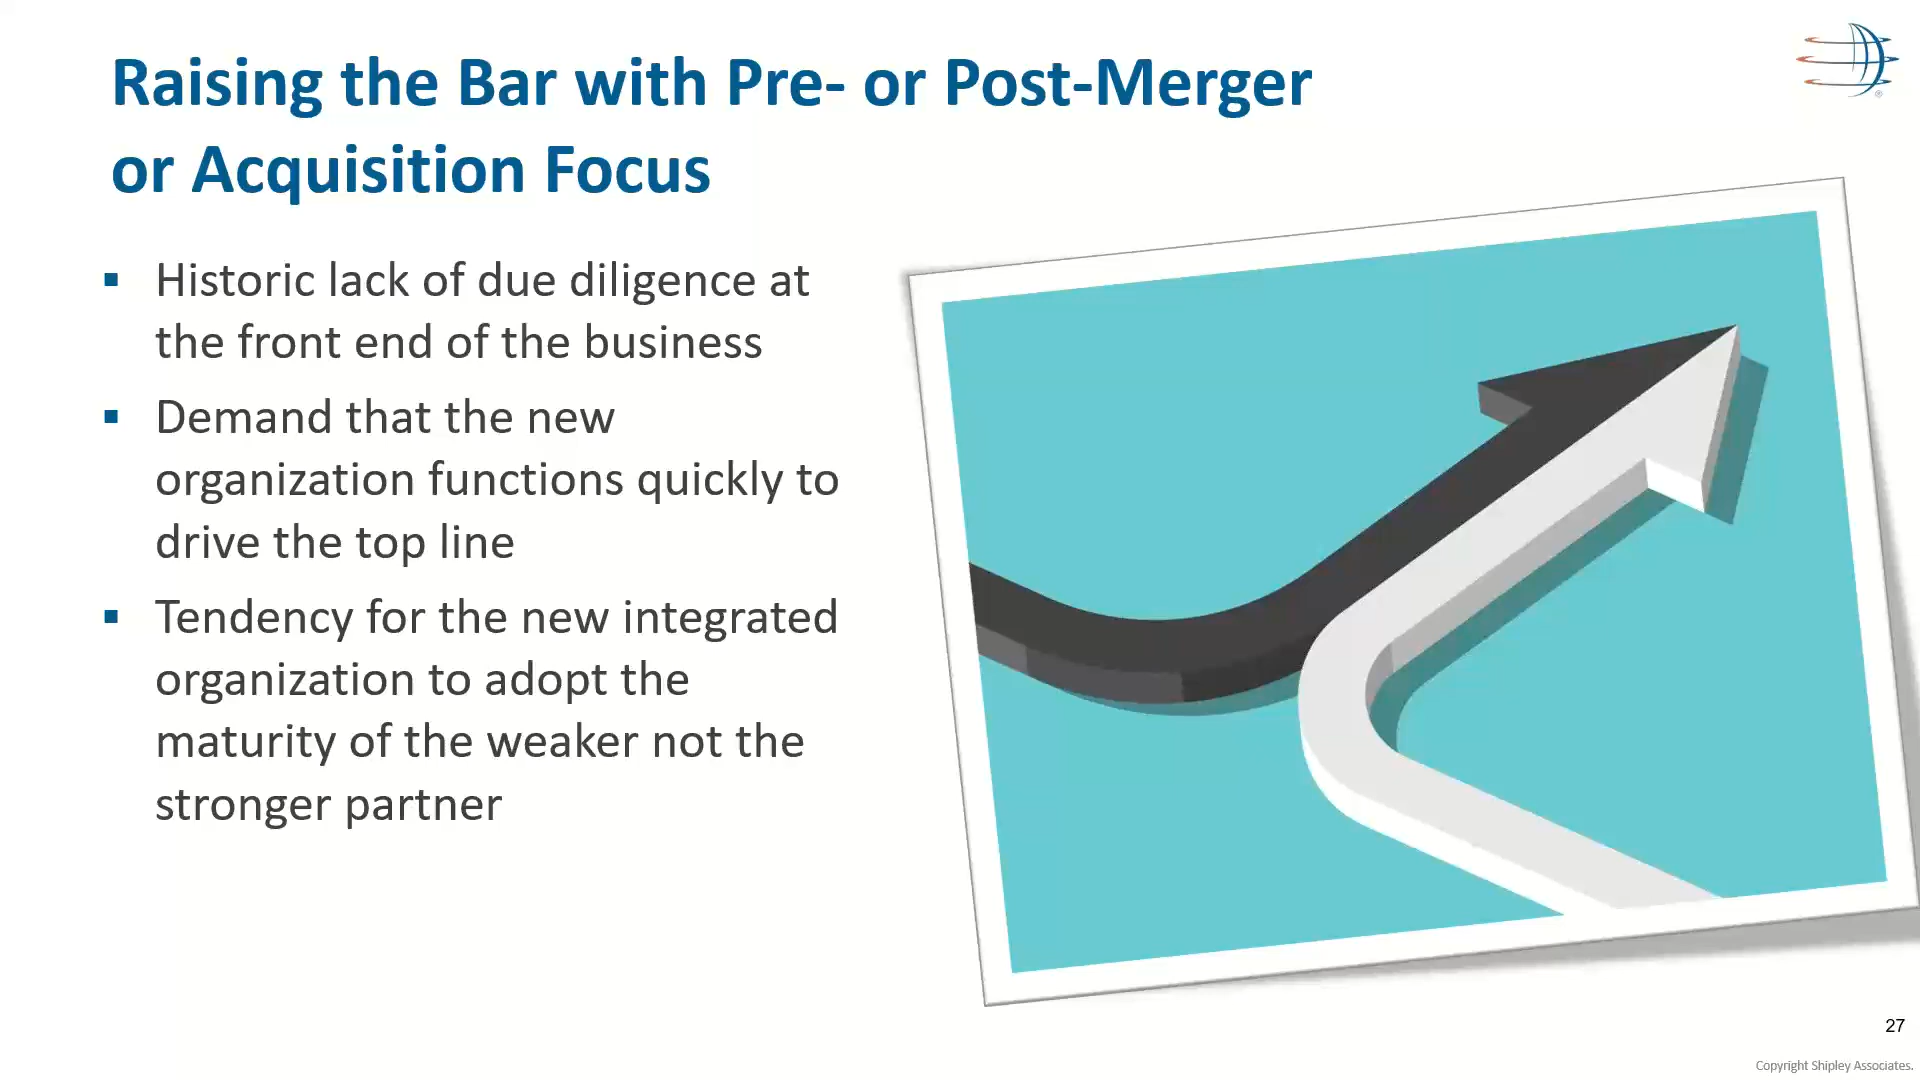 Raising the Bar with Pre- or Post-Merger
or Acquisition Focus
▪ Historic lack of due diligence at
the front end of the business
▪ Demand that the new
organization functions quickly to
drive the top line
▪ Tendency for the new integrated
organization to adopt the
maturity of the weaker not the
stronger partner
®
27
Copyright Shipley Associates.